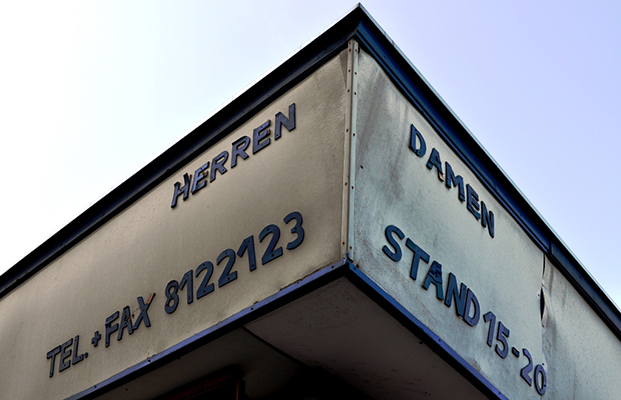 HERREN
TEL. + FAX 8122123
DAMEN
STAND 15-20